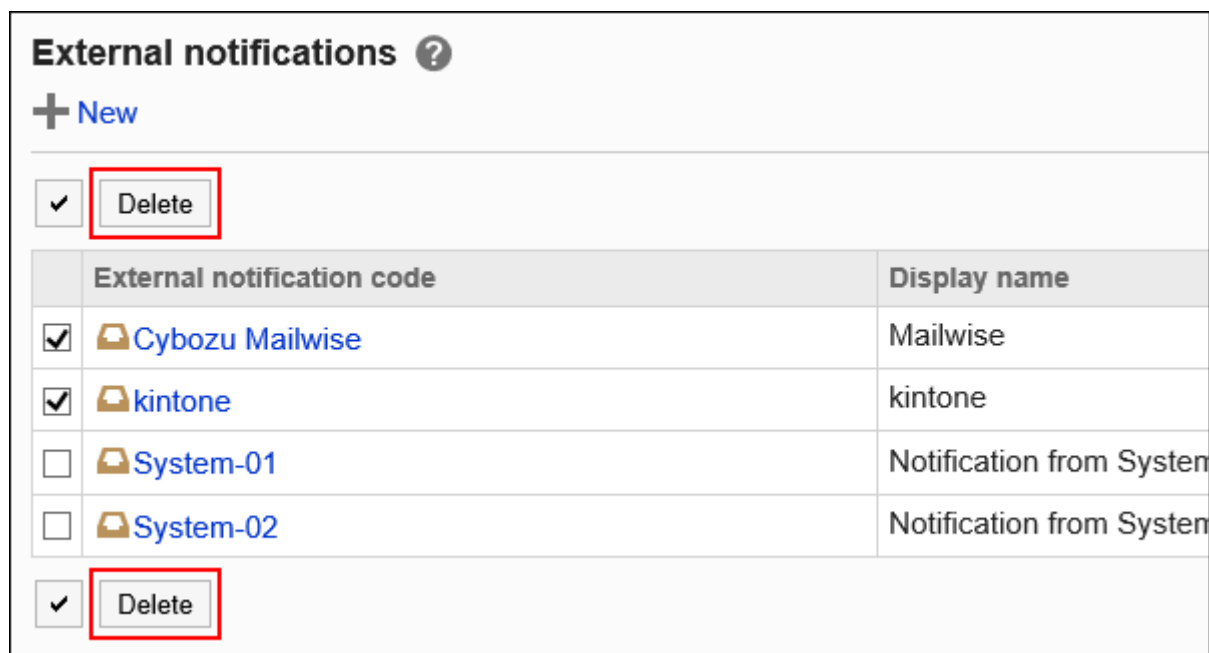 External notifications ?
New
Delete
External notification code Display name
Cybozu Mailwise Mailwise
kintone kintone
System-01 Notification from System
System-02 Notification from System
Delete